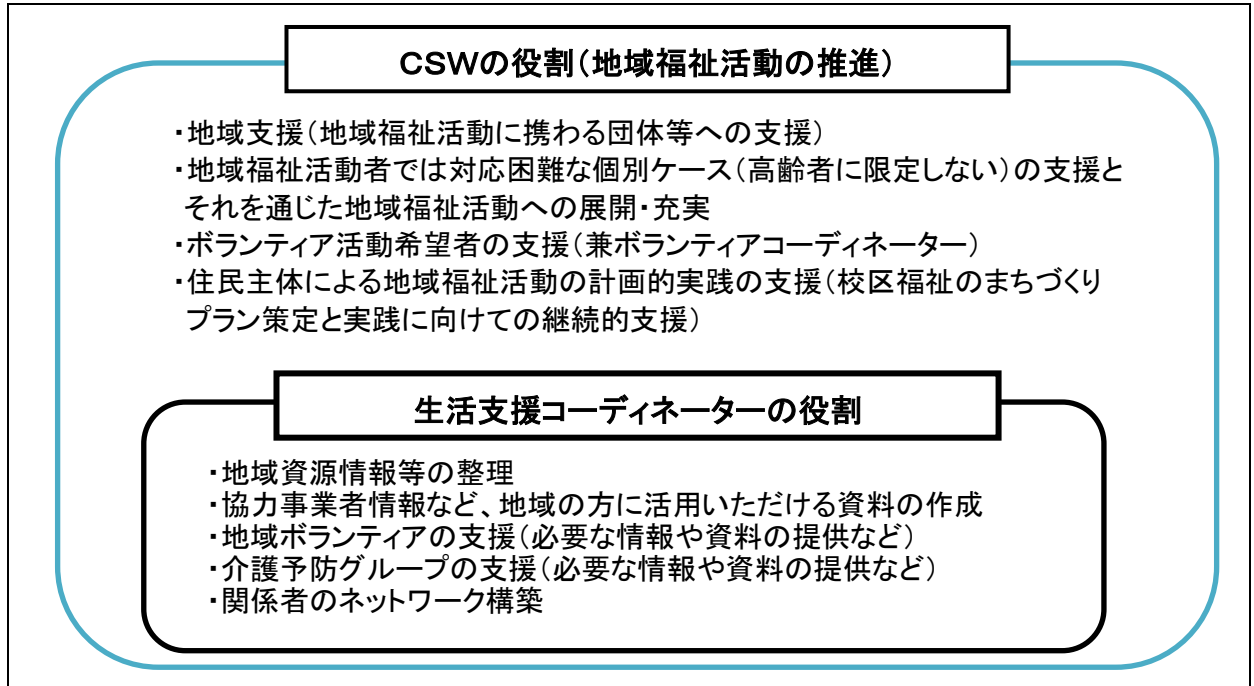 CSWの役割(地域福祉活動の推進)
・地域支援(地域福祉活動に携わる団体等への支援)
・地域福祉活動者では対応困難な個別ケース(高齢者に限定しない)の支援と
それを通じた地域福祉活動への展開・充実
・ボランティア活動希望者の支援(兼ボランティアコーディネーター)
・住民主体による地域福祉活動の計画的実践の支援(校区福祉のまちづくり
プラン策定と実践に向けての継続的支援)
生活支援コーディネーターの役割
・地域資源情報等の整理
・協力事業者情報など、地域の方に活用いただける資料の作成
・地域ボランティアの支援(必要な情報や資料の提供など)
・介護予防グループの支援(必要な情報や資料の提供など)
・関係者のネットワーク構築